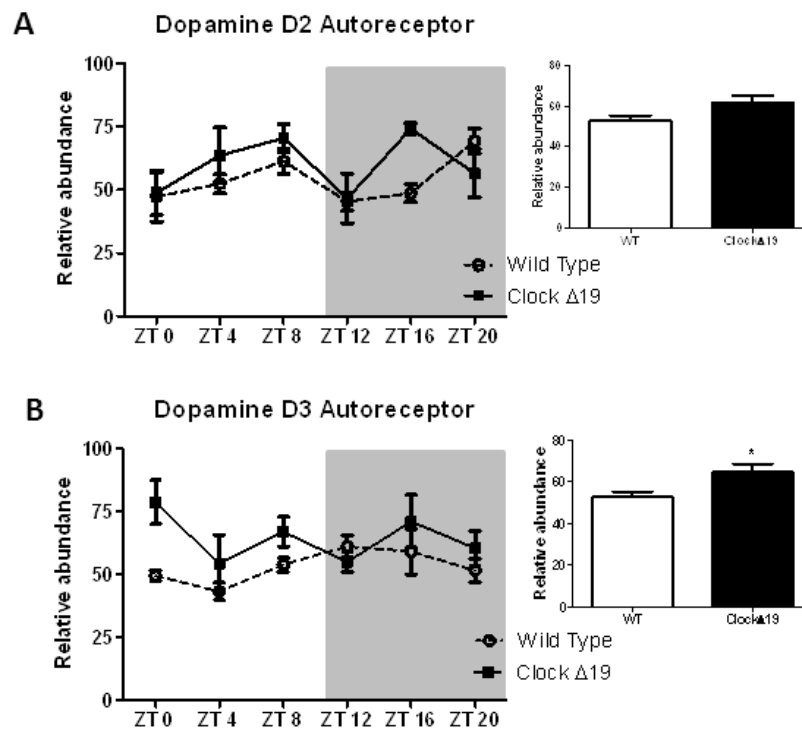 A
Dopamine D2 Autoreceptor
Relative abundance
100
75
50
25
0
ZT 0 ZT 4 ZT 8 ZT 12 ZT 16 ZT 20
Wild Type
Clock Δ19
Relative abundance
80
60
40
20
0
WT ClockΔ19
B
Dopamine D3 Autoreceptor
Relative abundance
100
75
50
25
0
ZT 0 ZT 4 ZT 8 ZT 12 ZT 16 ZT 20
Wild Type
Clock Δ19
Relative abundance
80
60
40
20
0
*
WT ClockΔ19